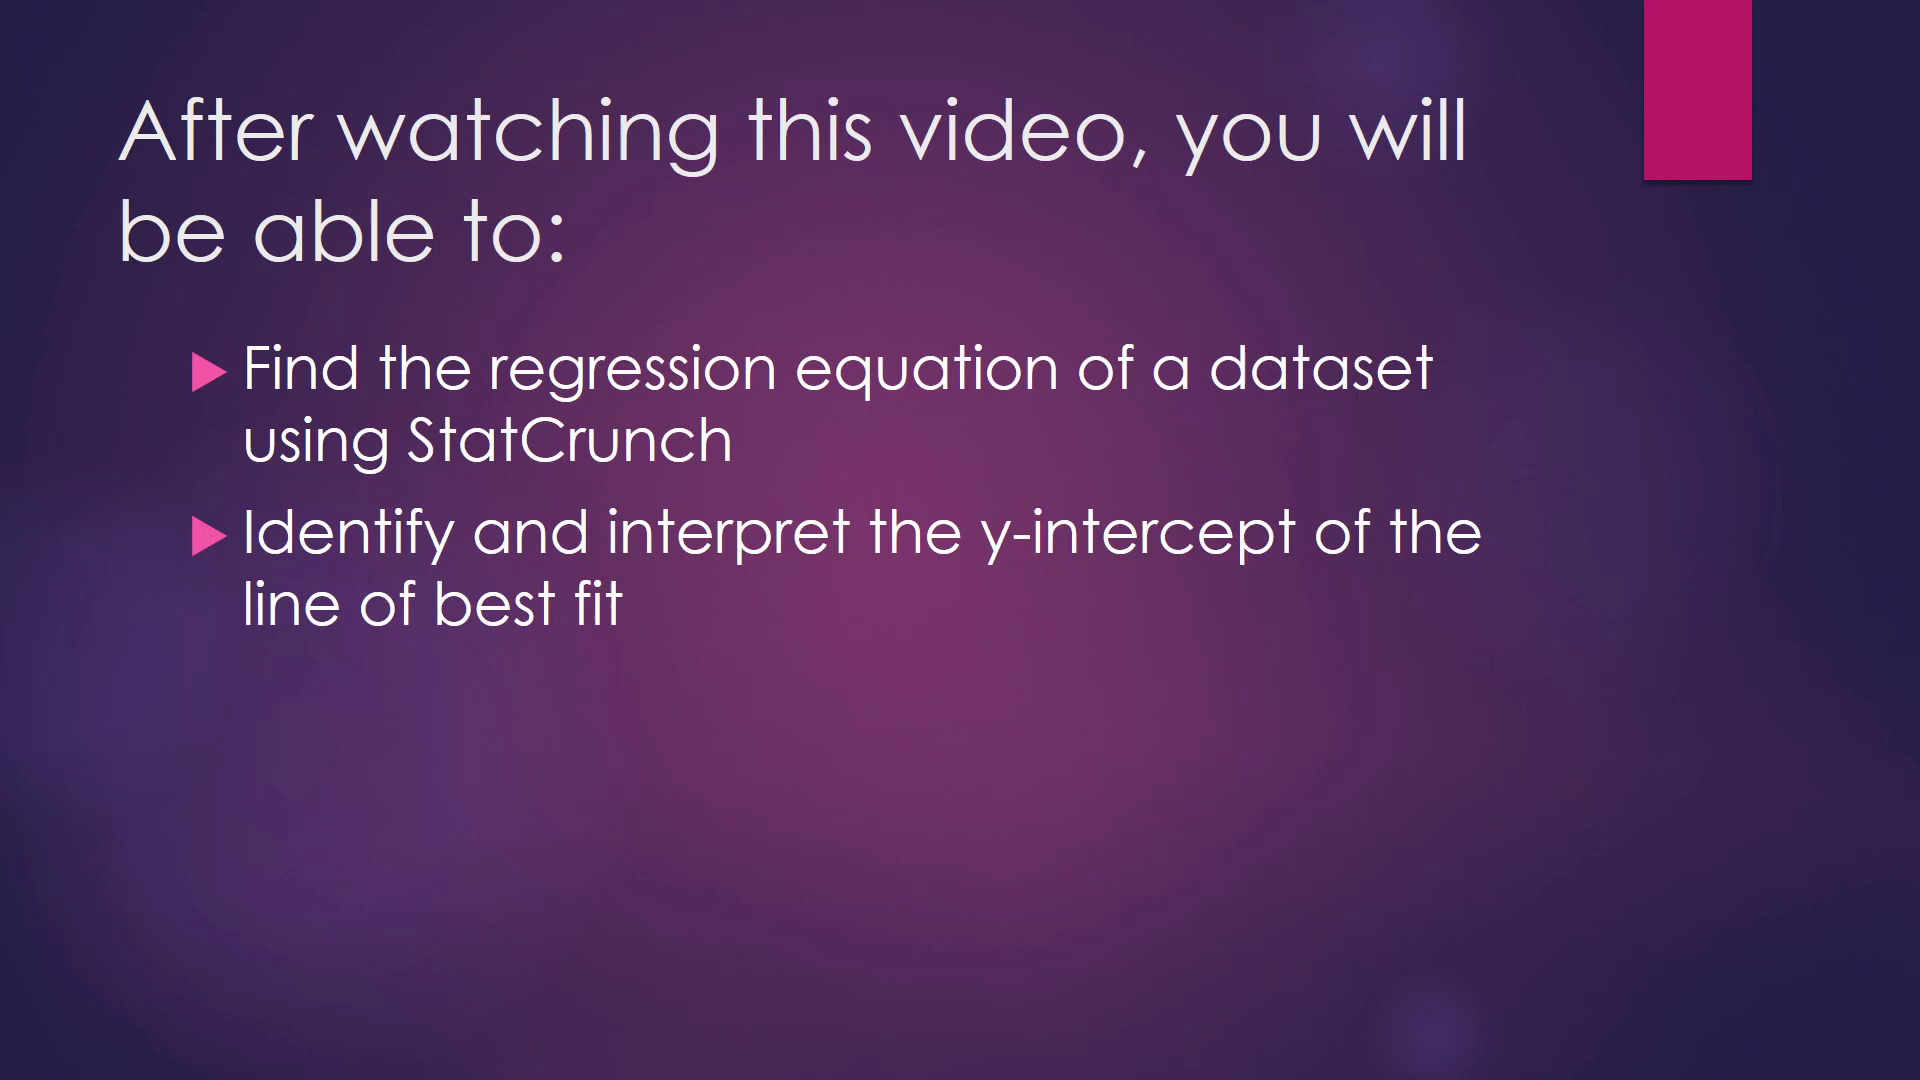 After watching this video, you will
be able to:
Find the regression equation of a dataset
using StatCrunch
Identify and interpret the y-intercept of the
line of best fit